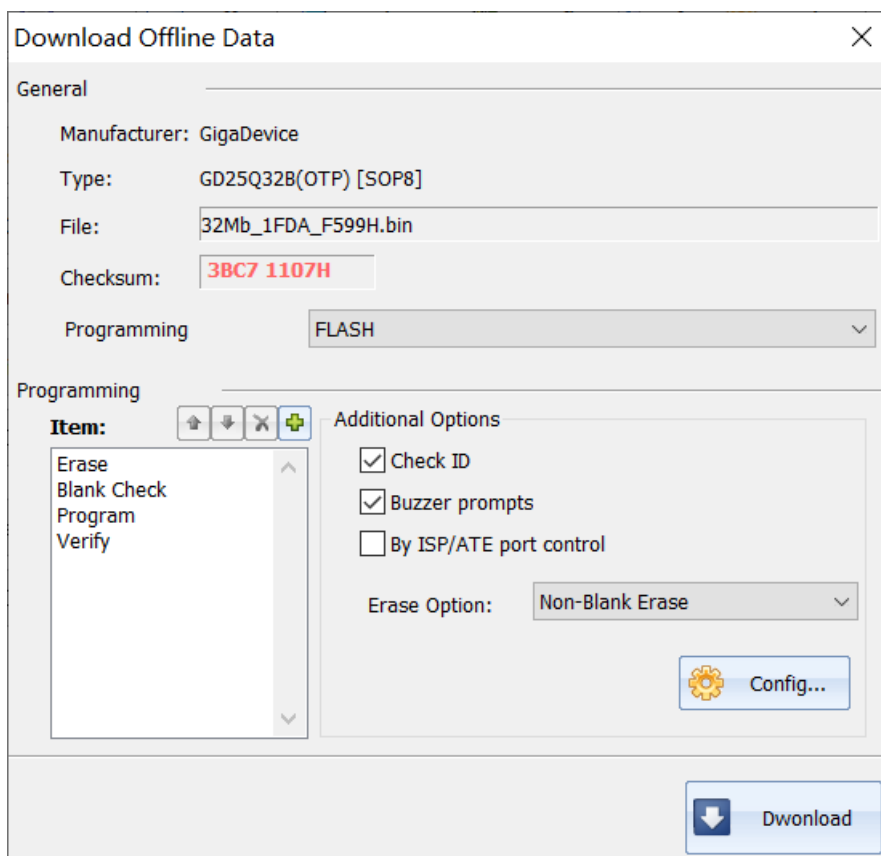 Download Offline Data
General
Manufacturer: GigaDevice
Type: GD25Q32B(OTP) [SOP8]
File: 32Mb_1FDA_F599H.bin
Checksum: 3BC7 1107H
Programming FLASH
Programming
Item:
Erase
Blank Check
Program
Verify
Additional Options
Check ID
Buzzer prompts
By ISP/ATE port control
Erase Option: Non-Blank Erase
Config...
Dwonload